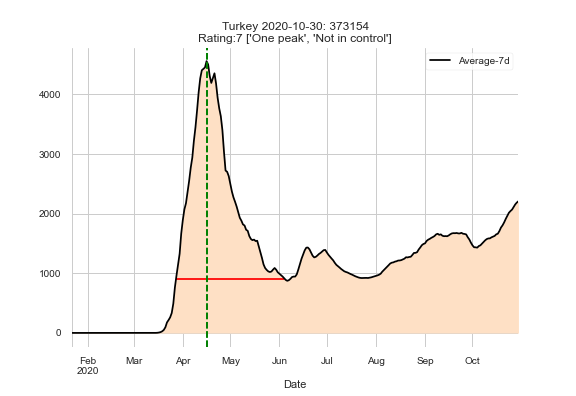 Turkey 2020-10-30: 373154
Rating:7 ['One peak', 'Not in control']
Average-7d
4000
3000
2000
1000
0
Feb
2020
Mar
Apr
May
Jun
Jul
Aug
Sep
Oct
Date